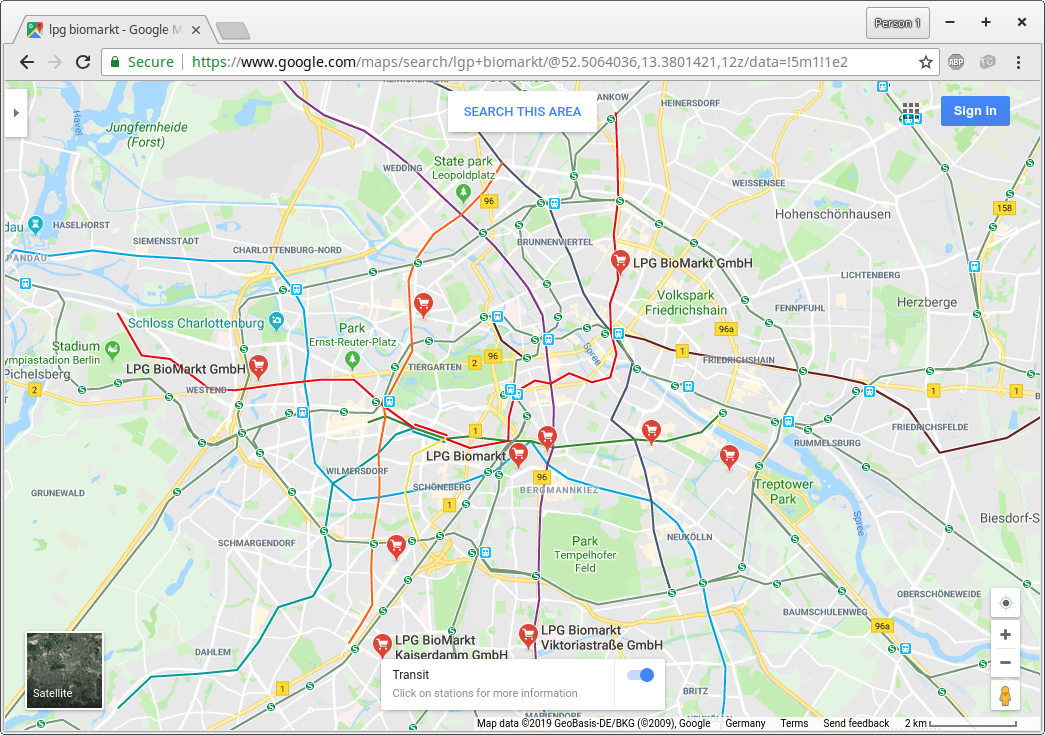 lpg biomarkt - Google M
Person 1
Secure
https://www.google.com/maps/search/lgp+biomarkt/@52.5064036,13.3801421,12z/data=!5m1!1e2
ABP
SEARCH THIS AREA
Sign in
ANKOW
HEINERSDORF
Havel
Jungfernheide
(Forst)
WEDDING
State park
Leopoldplatz
96
WEISSENSEE
158
Hohenschönhausen
dau
HASELHORST
SIEMENSSTADT
CHARLOTTENBURG-NORD
BRUNNENVIERTEL
PANDAU
LPG BioMarkt GmbH
LICHTENBERG
Volkspark
Friedrichshain
FENNPFUHL
Herzberge
Schloss Charlottenburg
Park
Ernst-Reuter-Platz
96a
Stadium
ympiastadion Berlin
Pichelsberg
LPG BioMarkt GmbH
TIERGARTEN
2
96
Spree
1
FRIEDRICHSHAIN
2
WESTEND
1
1
1
FRIEDRICHSFELDE
RUMMELSBURG
LPG Biomarkt
WILMERSDORF
SCHÖNEBERG
96
BERGMANNKIEZ
Treptower
Park
GRUNEWALD
1
Spree
Biesdorf-S
SCHMARGENDORF
Park
Tempelhofer
Feld
NEUKÖLLN
OBERSCHÖNEWEIDE
BAUMSCHULENWEG
96a
LPG BioMarkt
Kaiserdamm GmbH
LPG Biomarkt
Viktoriastraße GmbH
DAHLEM
Satellite
1
Transit
Click on stations for more information
BRITZ
MARIENDORF
NEUKÖLLN
Map data ©2019 GeoBasis-DE/BKG (©2009), Google
Germany
Terms
Send feedback
2 km